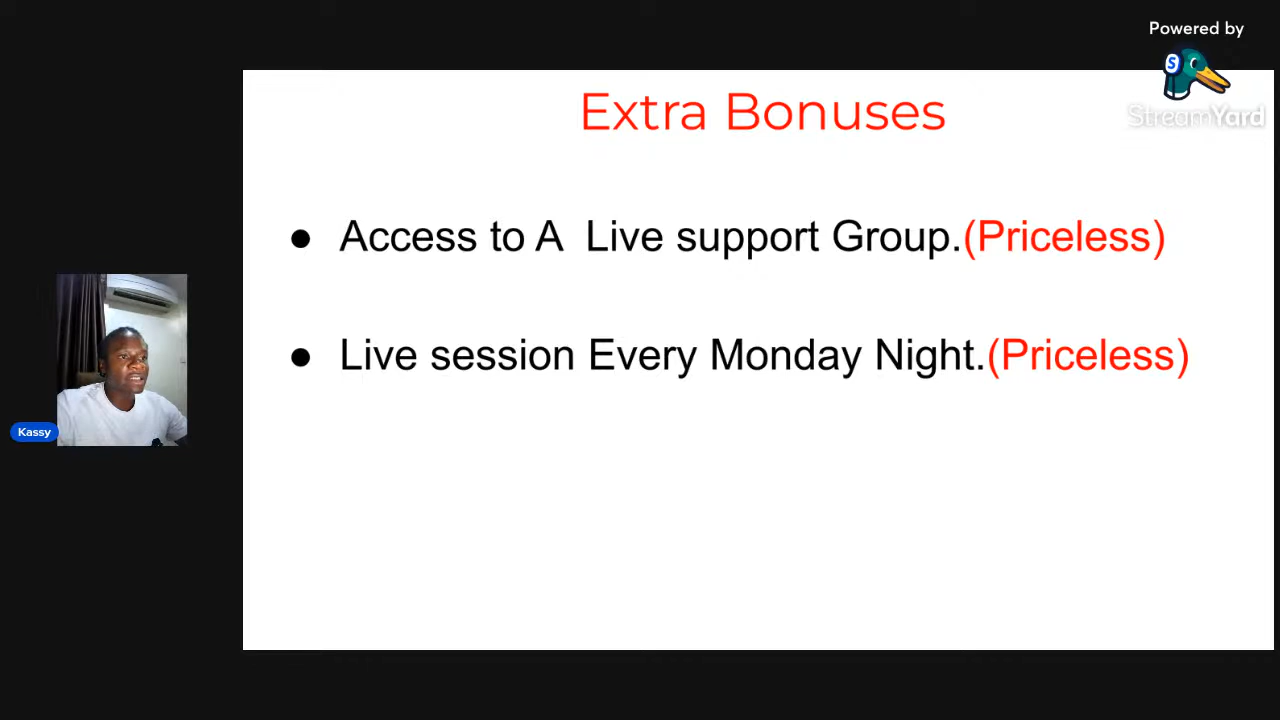 Powered by
S
StreamYard
Extra Bonuses
● Access to A  Live support Group.(Priceless)
● Live session Every Monday Night.(Priceless)
Kassy